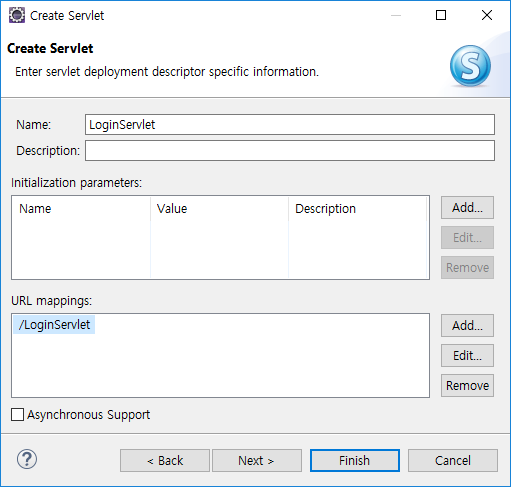 Create Servlet
Create Servlet
Enter servlet deployment descriptor specific information.
S
Name: LoginServlet
Description:
Initialization parameters:
Name Value Description
Add...
Edit...
Remove
URL mappings:
/LoginServlet
Add...
Edit...
Remove
Asynchronous Support
? < Back Next > Finish Cancel